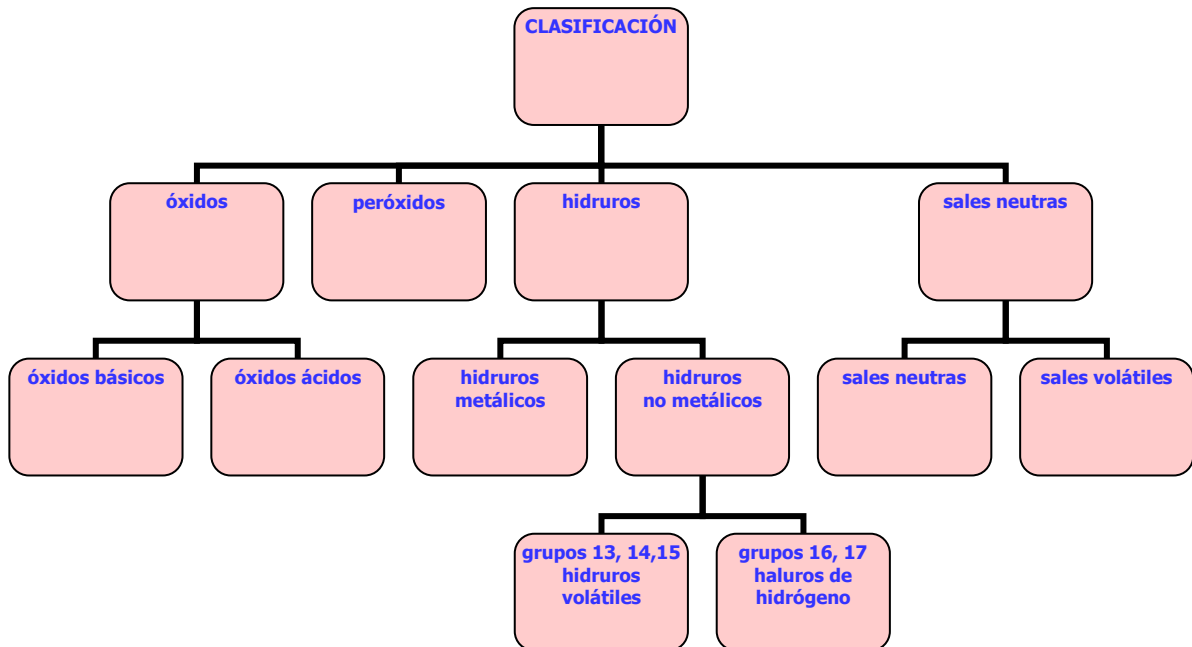 CLASIFICACIÓN
óxidos
peróxidos
hidruros
sales neutras
óxidos básicos
óxidos ácidos
hidruros
metálicos
hidruros
no metálicos
sales neutras
sales volátiles
grupos 13, 14,15
hidruros
volátiles
grupos 16, 17
haluros de
hidrógeno